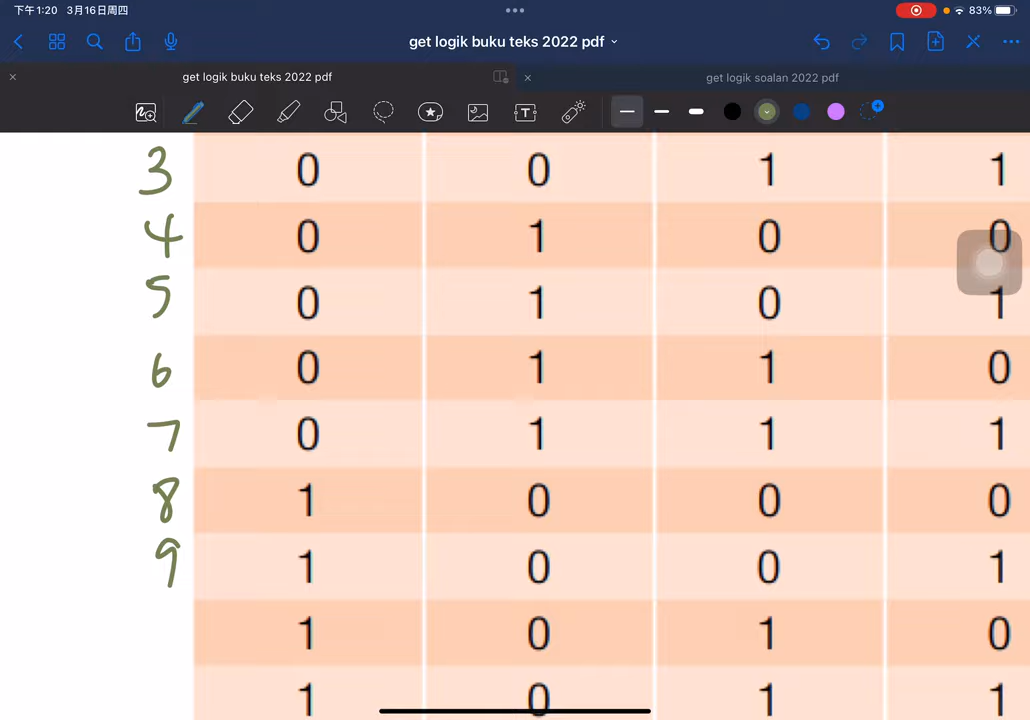 下午1:20 3月16日周四 83%
get logik buku teks 2022 pdf
get logik buku teks 2022 pdf get logik soalan 2022 pdf
3 0 0 1 1
4 0 1 0 0
5 0 1 0 1
6 0 1 1 0
7 0 1 1 1
8 1 0 0 0
9 1 0 0 1
1 0 1 0
1 0 1 1